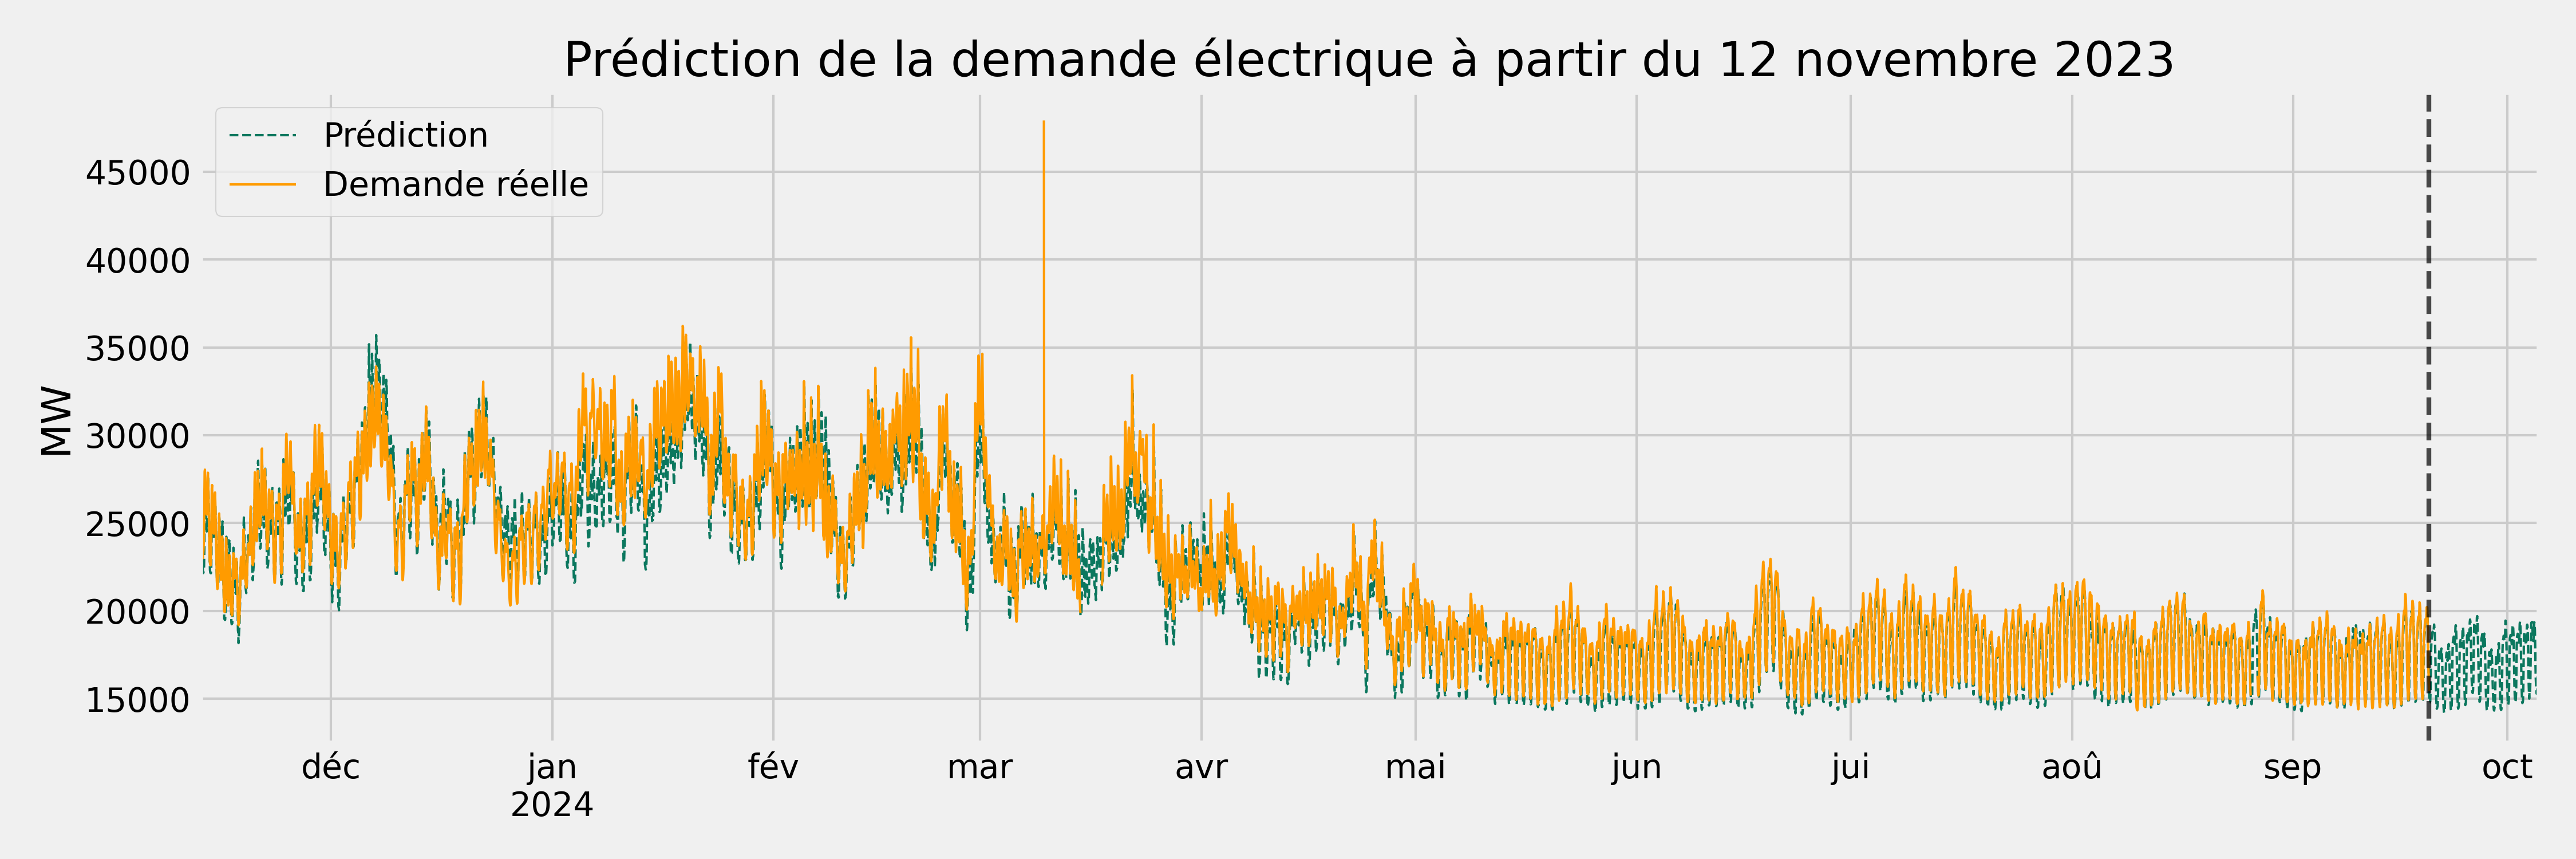 Prédiction de la demande électrique à partir du 12 novembre 2023
Prédiction
Demande réelle
MW
45000
40000
35000
30000
25000
20000
15000
déc jan fév mar avr mai jun jui aoû sep oct
2024